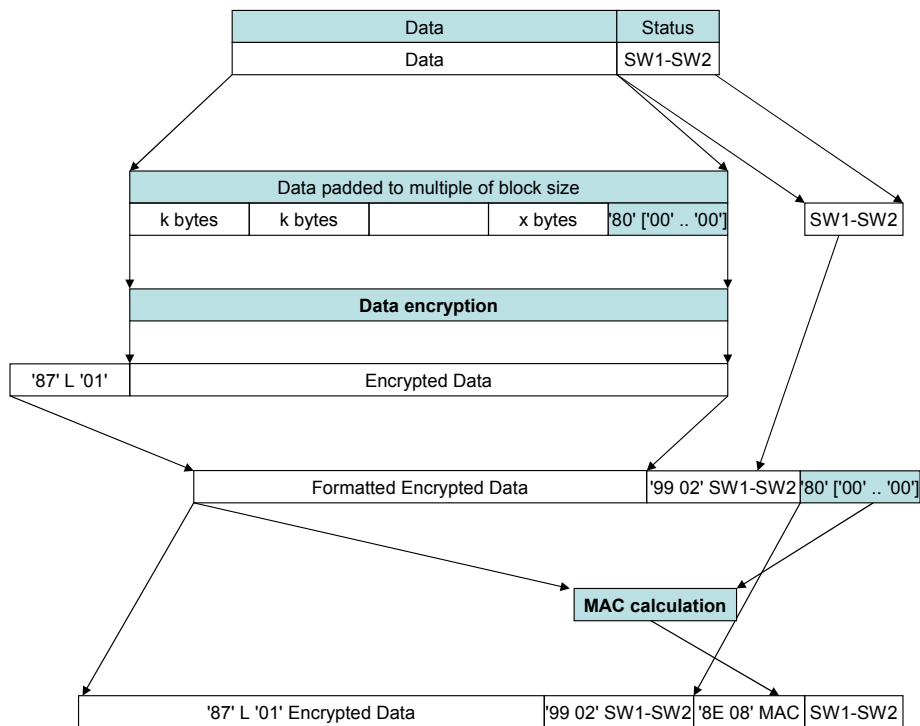 Data Status
Data SW1-SW2
Data padded to multiple of block size
k bytes k bytes x bytes '80' ['00' .. '00'] SW1-SW2
Data encryption
'87' L '01' Encrypted Data
Formatted Encrypted Data '99 02' SW1-SW2 '80' ['00' .. '00']
MAC calculation
'87' L '01' Encrypted Data '99 02' SW1-SW2 '8E 08' MAC SW1-SW2